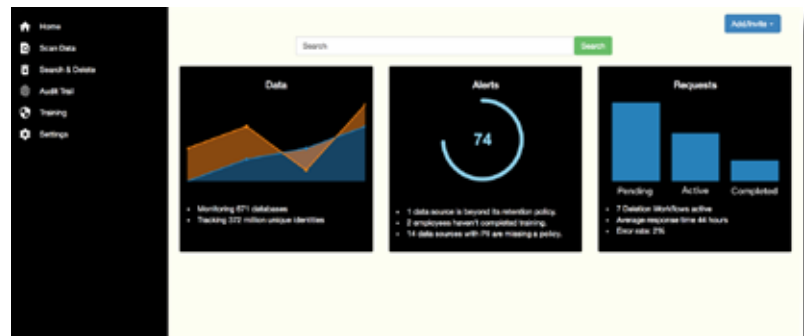 Add/Invite
Home
Scan Data
Search & Delete
Audit Trail
Training
Settings
Search
Search
Data
Monitoring 671 databases
Tracking 372 million unique identities
Alerts
74
1 data source is beyond its retention policy.
2 employees haven't completed training.
14 data sources with PII are missing a policy.
Requests
Pending
Active
Completed
7 Deletion Workflows active
Average response time 44 hours
Error rate: 2%